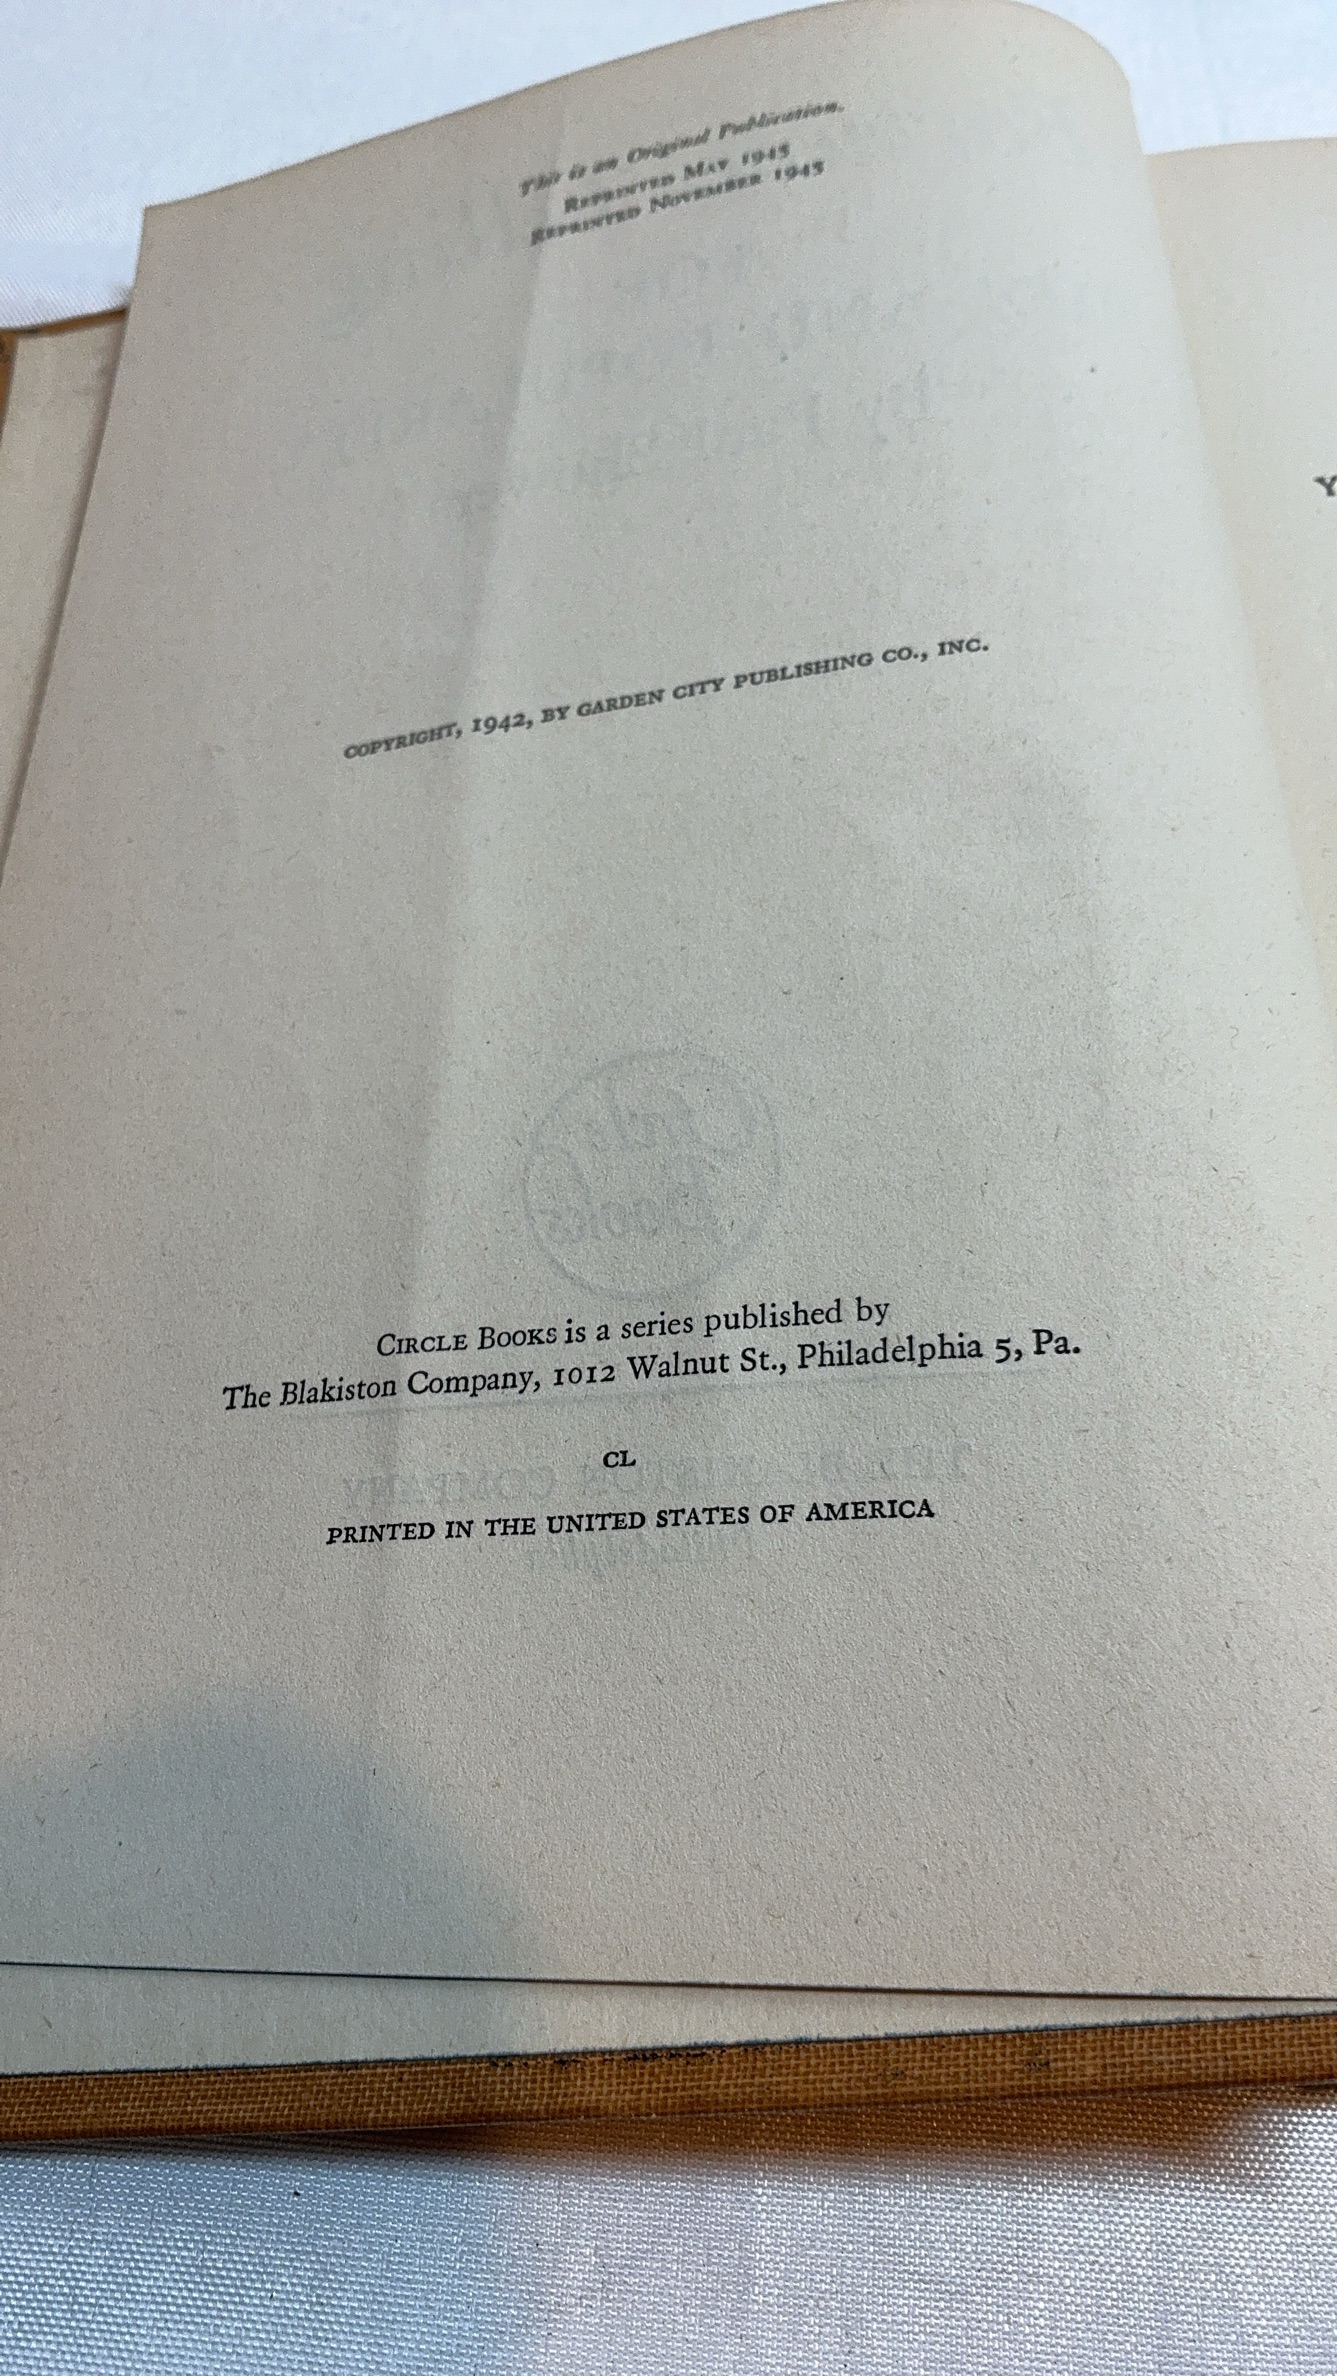 This is an Original Publication.
REPRINTED MAY 1945
REPRINTED NOVEMBER 1945
Y
COPYRIGHT, 1942, BY GARDEN CITY PUBLISHING CO., INC.
CIRCLE BOOKS is a series published by
The Blakiston Company, 1012 Walnut St., Philadelphia 5, Pa.
CL
PRINTED IN THE UNITED STATES OF AMERICA